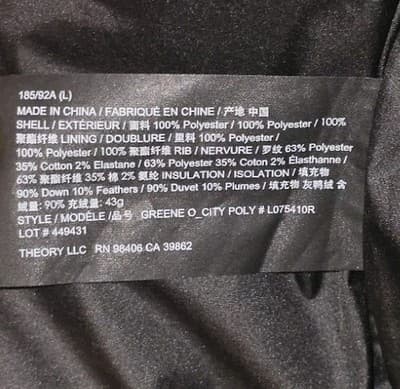 185/92A (L)
MADE IN CHINA / FABRIQUÉ EN CHINE / 产地 中国
SHELL / EXTÉRIEUR / 面料 100% Polyester / 100% Polyester / 100%
聚酯纤维 LINING / DOUBLURE / 里料 100% Polyester /
100% Polyester / 100% 聚酯纤维 RIB / NERVURE / 罗纹 63% Polyester
35% Cotton 2% Elastane / 63% Polyester 35% Coton 2% Élasthanne /
63% 聚酯纤维 35% 棉 2% 氨纶 INSULATION / ISOLATION / 填充物
90% Down 10% Feathers / 90% Duvet 10% Plumes / 填充物 灰鸭绒 含
绒量: 90% 充绒量: 43g
STYLE / MODÈLE / 品号 GREENE O_CITY POLY # L075410R
LOT # 449431
THEORY LLC RN 98406 CA 39862